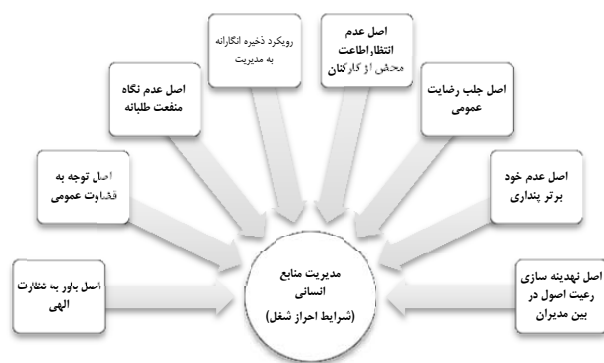 اصل عدم
انتظاراطاعت
محض از کارکنان
رویکرد ذخیره انگارانه
به مدیریت
اصل جلب رضایت
عمومی
اصل عدم نگاه
منفعت طلبانه
اصل عدم خود
برتر پنداری
اصل توجه به
قضاوت عمومی
اصل نهدینه سازی
رعیت اصول در
بین مدیران
اصل باور به نظارت
الهی
مدیریت منابع
انسانی
(شرایط احراز شغل)